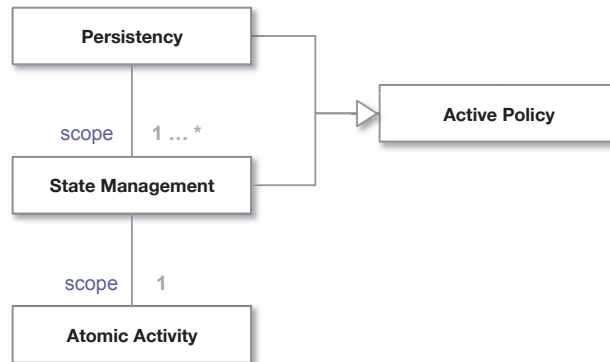 Persistency
Active Policy
scope 1 ... *
State Management
scope 1
Atomic Activity